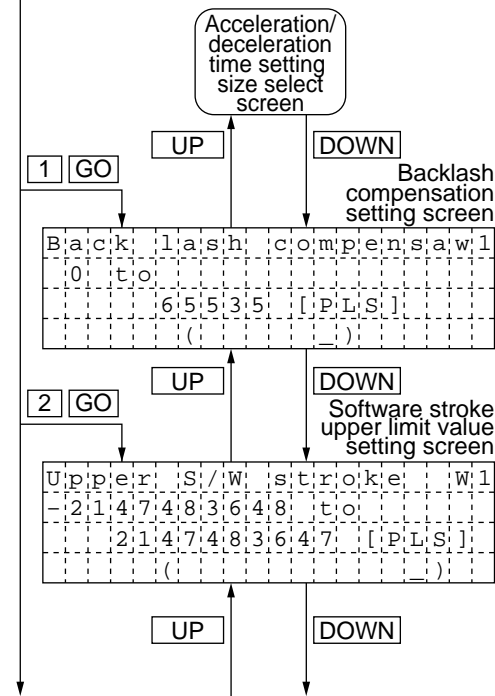 Acceleration/
deceleration
time setting
size select
screen
UP
DOWN
1 GO
Backlash
compensation
setting screen
Back lash compensaw1
0 to
65535 [PLS]
( _)
UP
DOWN
2 GO
Software stroke
upper limit value
setting screen
Upper S/W stroke W1
-2147483648 to
2147483647 [PLS]
( _)
UP
DOWN